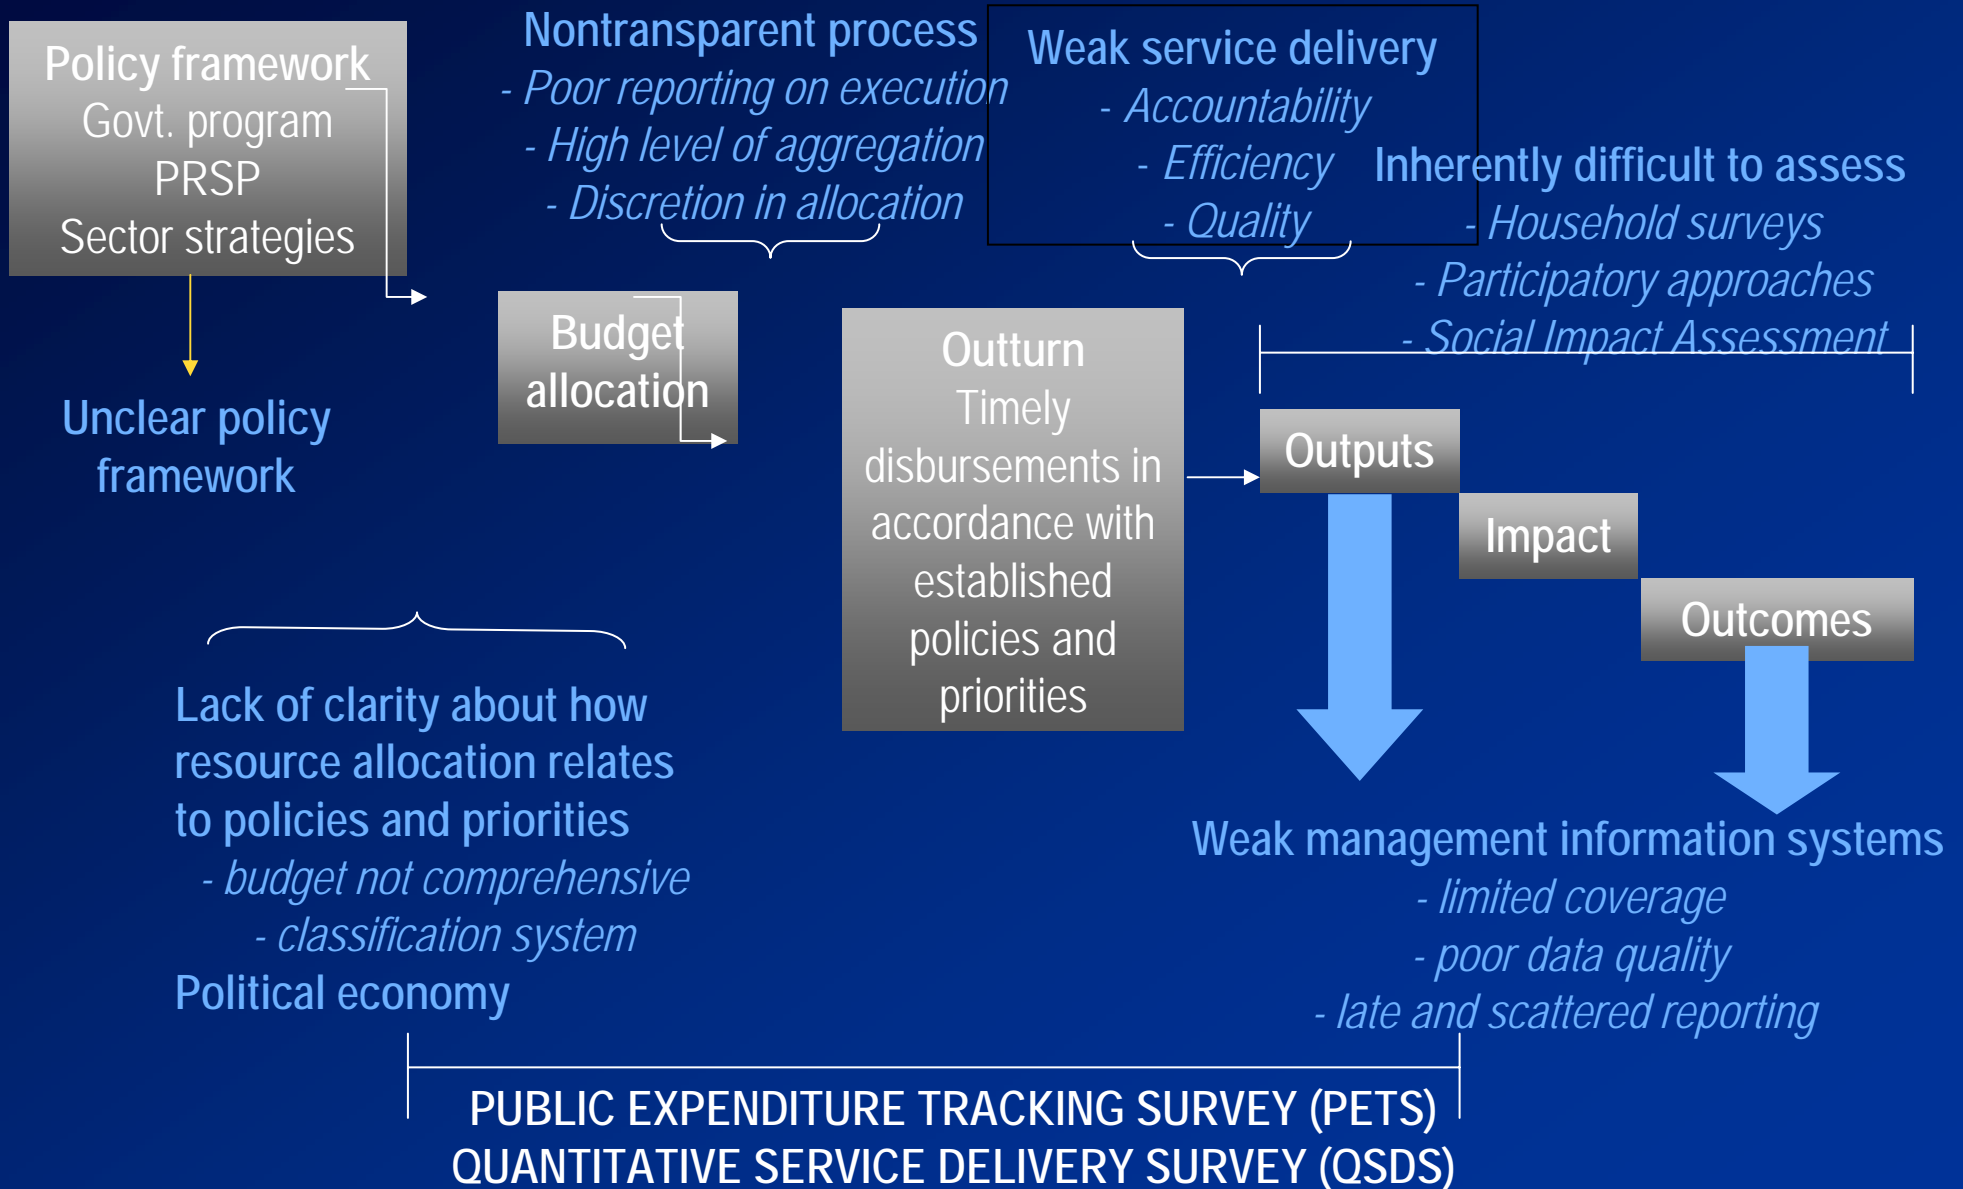 Policy framework
Govt. program
PRSP
Sector strategies
Nontransparent process
- Poor reporting on execution
- High level of aggregation
- Discretion in allocation
Weak service delivery
- Accountability
- Efficiency
- Quality
Inherently difficult to assess
- Household surveys
- Participatory approaches
- Social Impact Assessment
Unclear policy
framework
Budget
allocation
Outturn
Timely
disbursements in
accordance with
established
policies and
priorities
Outputs
Impact
Outcomes
Lack of clarity about how
resource allocation relates
to policies and priorities
- budget not comprehensive
- classification system
Political economy
Weak management information systems
- limited coverage
- poor data quality
- late and scattered reporting
PUBLIC EXPENDITURE TRACKING SURVEY (PETS)
QUANTITATIVE SERVICE DELIVERY SURVEY (QSDS)